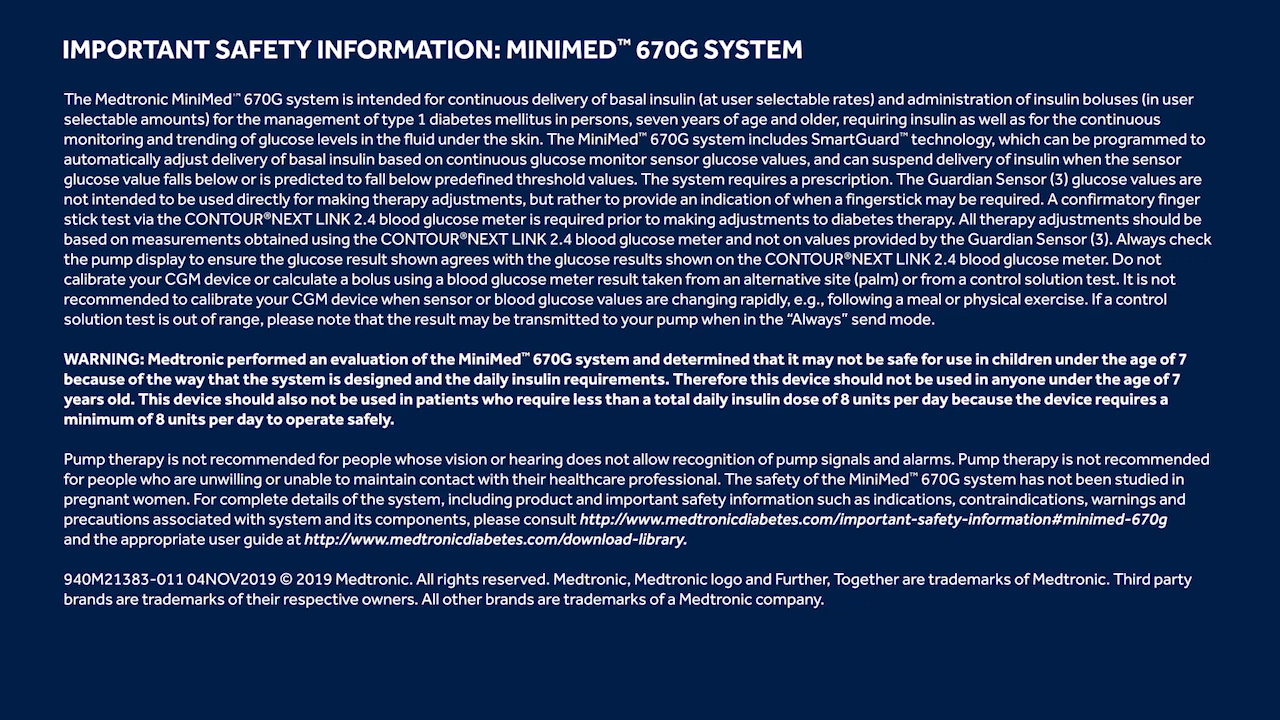 IMPORTANT SAFETY INFORMATION: MINIMED™ 670G SYSTEM
The Medtronic MiniMed™ 670G system is intended for continuous delivery of basal insulin (at user selectable rates) and administration of insulin boluses (in user
selectable amounts) for the management of type 1 diabetes mellitus in persons, seven years of age and older, requiring insulin as well as for the continuous
monitoring and trending of glucose levels in the fluid under the skin. The MiniMed™ 670G system includes SmartGuard™ technology, which can be programmed to
automatically adjust delivery of basal insulin based on continuous glucose monitor sensor glucose values, and can suspend delivery of insulin when the sensor
glucose value falls below or is predicted to fall below predefined threshold values. The system requires a prescription. The Guardian Sensor (3) glucose values are
not intended to be used directly for making therapy adjustments, but rather to provide an indication of when a fingerstick may be required. A confirmatory finger
stick test via the CONTOUR®NEXT LINK 2.4 blood glucose meter is required prior to making adjustments to diabetes therapy. All therapy adjustments should be
based on measurements obtained using the CONTOUR®NEXT LINK 2.4 blood glucose meter and not on values provided by the Guardian Sensor (3). Always check
the pump display to ensure the glucose result shown agrees with the glucose results shown on the CONTOUR®NEXT LINK 2.4 blood glucose meter. Do not
calibrate your CGM device or calculate a bolus using a blood glucose meter result taken from an alternative site (palm) or from a control solution test. It is not
recommended to calibrate your CGM device when sensor or blood glucose values are changing rapidly, e.g., following a meal or physical exercise. If a control
solution test is out of range, please note that the result may be transmitted to your pump when in the “Always” send mode.
WARNING: Medtronic performed an evaluation of the MiniMed™ 670G system and determined that it may not be safe for use in children under the age of 7
because of the way that the system is designed and the daily insulin requirements. Therefore this device should not be used in anyone under the age of 7
years old. This device should also not be used in patients who require less than a total daily insulin dose of 8 units per day because the device requires a
minimum of 8 units per day to operate safely.
Pump therapy is not recommended for people whose vision or hearing does not allow recognition of pump signals and alarms. Pump therapy is not recommended
for people who are unwilling or unable to maintain contact with their healthcare professional. The safety of the MiniMed™ 670G system has not been studied in
pregnant women. For complete details of the system, including product and important safety information such as indications, contraindications, warnings and
precautions associated with system and its components, please consult http://www.medtronicdiabetes.com/important-safety-information#minimed-670g
and the appropriate user guide at http://www.medtronicdiabetes.com/download-library.
940M21383-011 04NOV2019 © 2019 Medtronic. All rights reserved. Medtronic, Medtronic logo and Further, Together are trademarks of Medtronic. Third party
brands are trademarks of their respective owners. All other brands are trademarks of a Medtronic company.